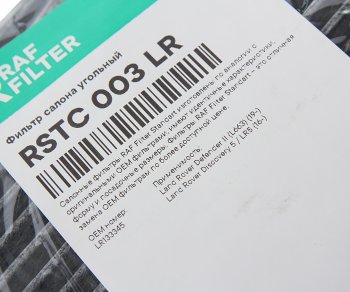 RAF
FILTER
Фильтр салона угольный
RSTC 003 LR
Салонные фильтры RAF Filter Starcart изготовлены по аналогии с
оригинальными OEM фильтрами, имеют идентичные характеристики,
форму и посадочные размеры. Фильтры RAF Filter Starcart – это отличная
замена OEM фильтрам по более доступной цене.
Применимость:
Land Rover Defender II (L663) (19-)
Land Rover Discovery 5 / LR5 (16-)
OEM номер:
LR133345